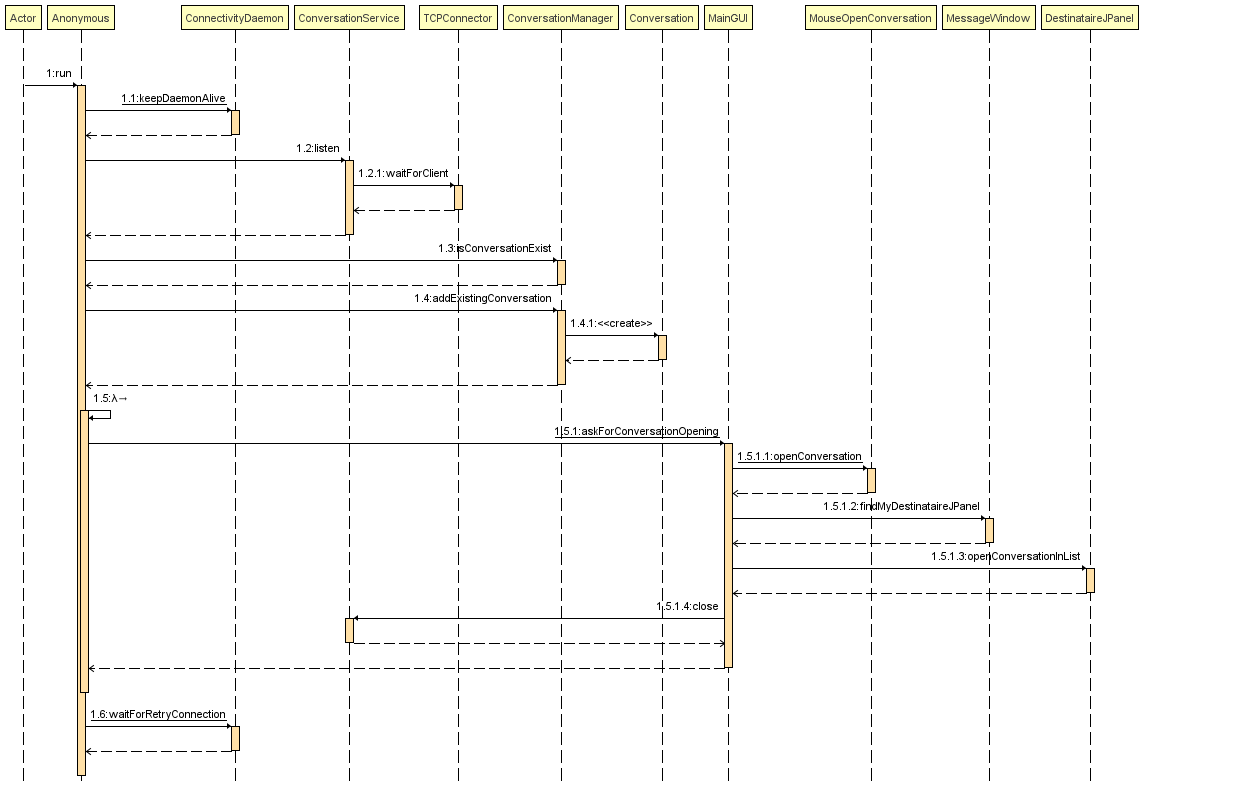 Actor Anonymous ConnectivityDaemon ConversationService TCPConnector ConversationManager Conversation MainGUI MouseOpenConversation MessageWindow DestinataireJPanel
1:run
1.1:keepDaemonAlive
1.2:listen
1.2.1:waitForClient
1.3:isConversationExist
1.4:addExistingConversation
1.4.1:<<create>>
1.5:λ→
1.5.1:askForConversationOpening
1.5.1.1:openConversation
1.5.1.2:findMyDestinataireJPanel
1.5.1.3:openConversationInList
1.5.1.4:close
1.6:waitForRetryConnection